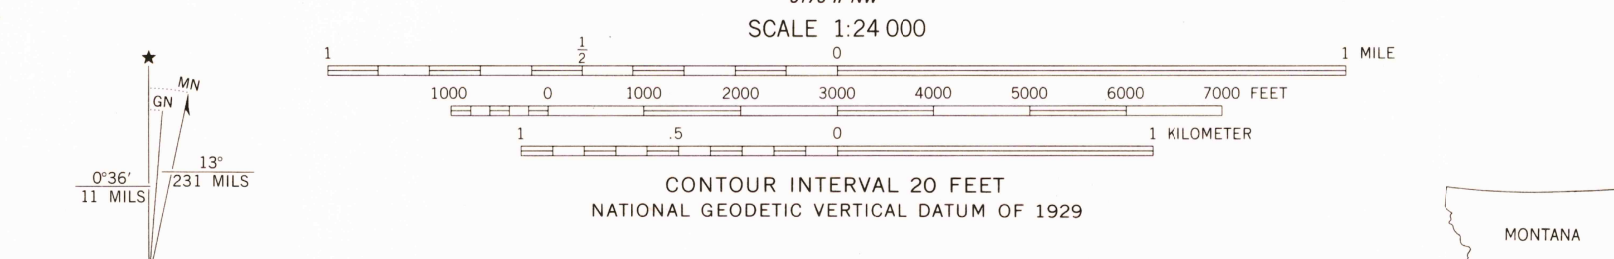 SCALE 1:24 000
1 1/2 0 1 MILE
1000 0 1000 2000 3000 4000 5000 6000 7000 FEET
1 .5 0 1 KILOMETER
CONTOUR INTERVAL 20 FEET
NATIONAL GEODETIC VERTICAL DATUM OF 1929
★
MN
GN
0°36′
11 MILS
13°
231 MILS
MONTANA